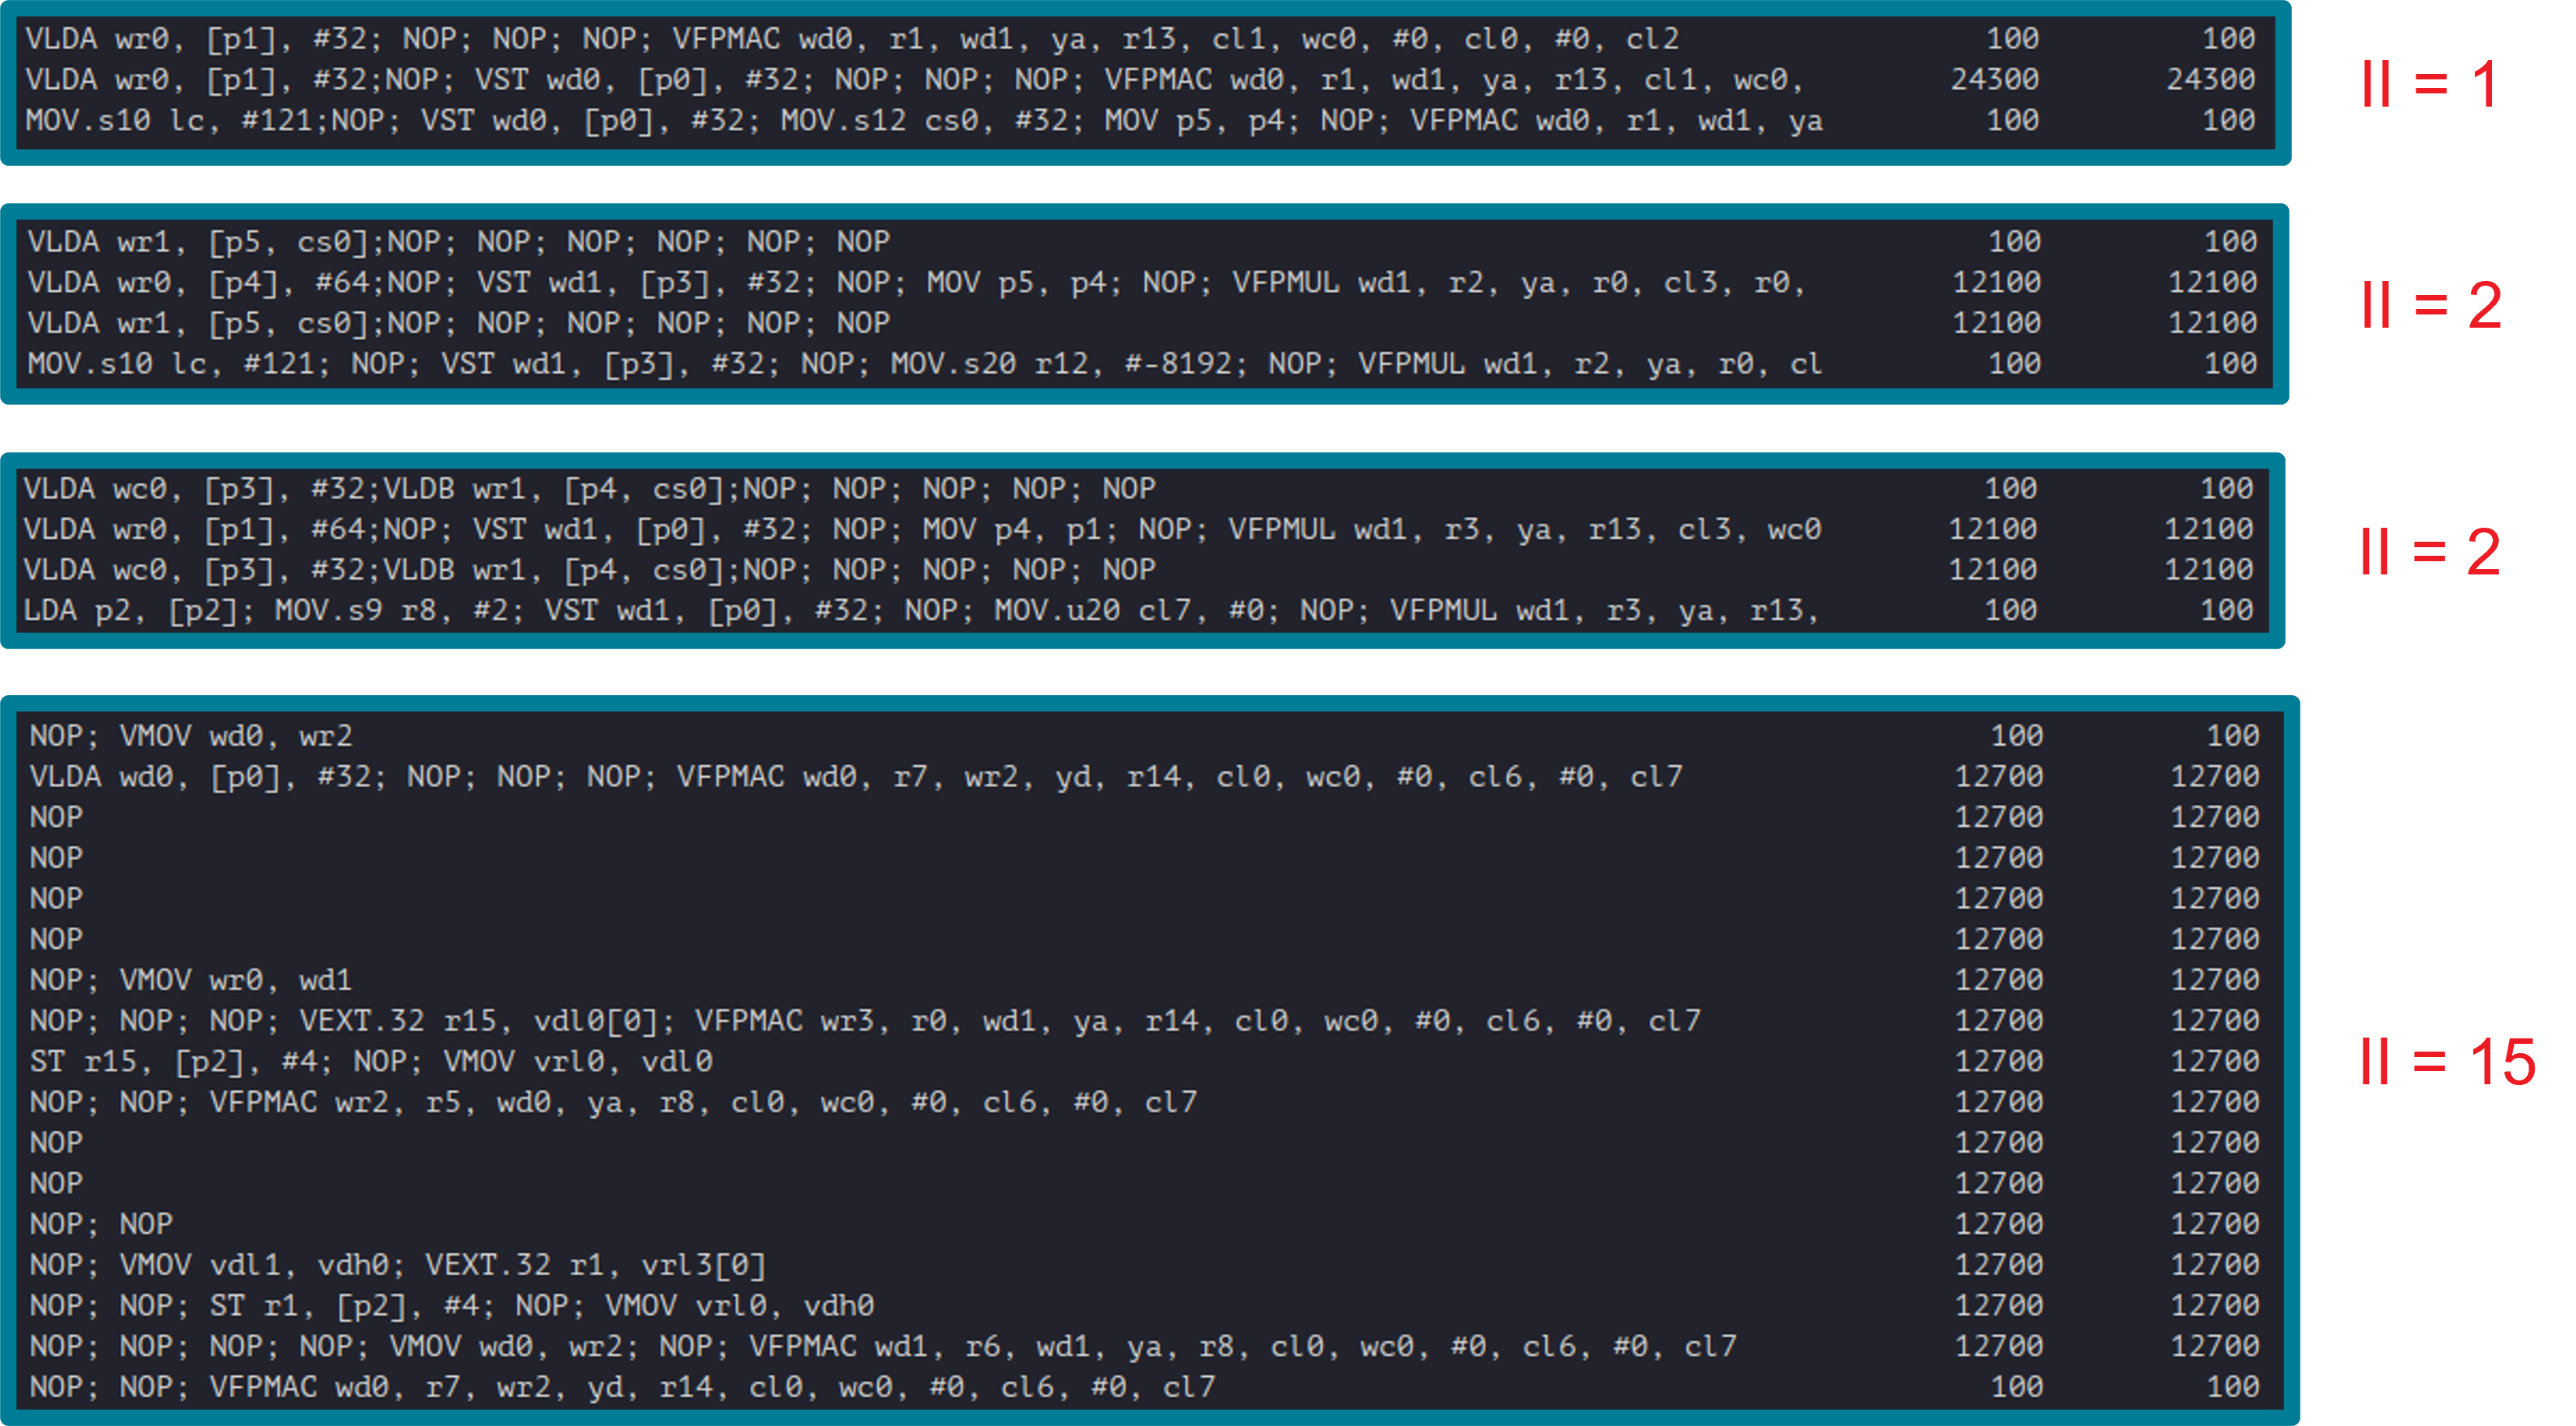 VLDA wr0, [p1], #32; NOP; NOP; NOP; VFPMAC wd0, r1, wd1, ya, r13, cl1, wc0, #0, cl0, #0, cl2 100 100
VLDA wr0, [p1], #32;NOP; VST wd0, [p0], #32; NOP; NOP; NOP; VFPMAC wd0, r1, wd1, ya, r13, cl1, wc0, 24300 24300
II = 1
MOV.s10 lc, #121;NOP; VST wd0, [p0], #32; MOV.s12 cs0, #32; MOV p5, p4; NOP; VFPMAC wd0, r1, wd1, ya 100 100
VLDA wr1, [p5, cs0];NOP; NOP; NOP; NOP; NOP; NOP 100 100
VLDA wr0, [p4], #64;NOP; VST wd1, [p3], #32; NOP; MOV p5, p4; NOP; VFPMUL wd1, r2, ya, r0, cl3, r0, 12100 12100
II = 2
VLDA wr1, [p5, cs0];NOP; NOP; NOP; NOP; NOP; NOP 12100 12100
MOV.s10 lc, #121; NOP; VST wd1, [p3], #32; NOP; MOV.s20 r12, #-8192; NOP; VFPMUL wd1, r2, ya, r0, cl 100 100
VLDA wc0, [p3], #32;VLDB wr1, [p4, cs0];NOP; NOP; NOP; NOP; NOP 100 100
VLDA wr0, [p1], #64;NOP; VST wd1, [p0], #32; NOP; MOV p4, p1; NOP; VFPMUL wd1, r3, ya, r13, cl3, wc0 12100 12100
II = 2
VLDA wc0, [p3], #32;VLDB wr1, [p4, cs0];NOP; NOP; NOP; NOP; NOP 12100 12100
LDA p2, [p2]; MOV.s9 r8, #2; VST wd1, [p0], #32; NOP; MOV.u20 cl7, #0; NOP; VFPMUL wd1, r3, ya, r13, 100 100
NOP; VMOV wd0, wr2 100 100
VLDA wd0, [p0], #32; NOP; NOP; NOP; VFPMAC wd0, r7, wr2, yd, r14, cl0, wc0, #0, cl6, #0, cl7 12700 12700
NOP 12700 12700
NOP 12700 12700
NOP 12700 12700
NOP 12700 12700
NOP; VMOV wr0, wd1 12700 12700
NOP; NOP; NOP; VEXT.32 r15, vdl0[0]; VFPMAC wr3, r0, wd1, ya, r14, cl0, wc0, #0, cl6, #0, cl7 12700 12700
ST r15, [p2], #4; NOP; VMOV vrl0, vdl0 12700 12700
II = 15
NOP; NOP; VFPMAC wr2, r5, wd0, ya, r8, cl0, wc0, #0, cl6, #0, cl7 12700 12700
NOP 12700 12700
NOP 12700 12700
NOP; NOP 12700 12700
NOP; VMOV vdl1, vdh0; VEXT.32 r1, vrl3[0] 12700 12700
NOP; NOP; ST r1, [p2], #4; NOP; VMOV vrl0, vdh0 12700 12700
NOP; NOP; NOP; NOP; VMOV wd0, wr2; NOP; VFPMAC wd1, r6, wd1, ya, r8, cl0, wc0, #0, cl6, #0, cl7 12700 12700
NOP; NOP; VFPMAC wd0, r7, wr2, yd, r14, cl0, wc0, #0, cl6, #0, cl7 100 100